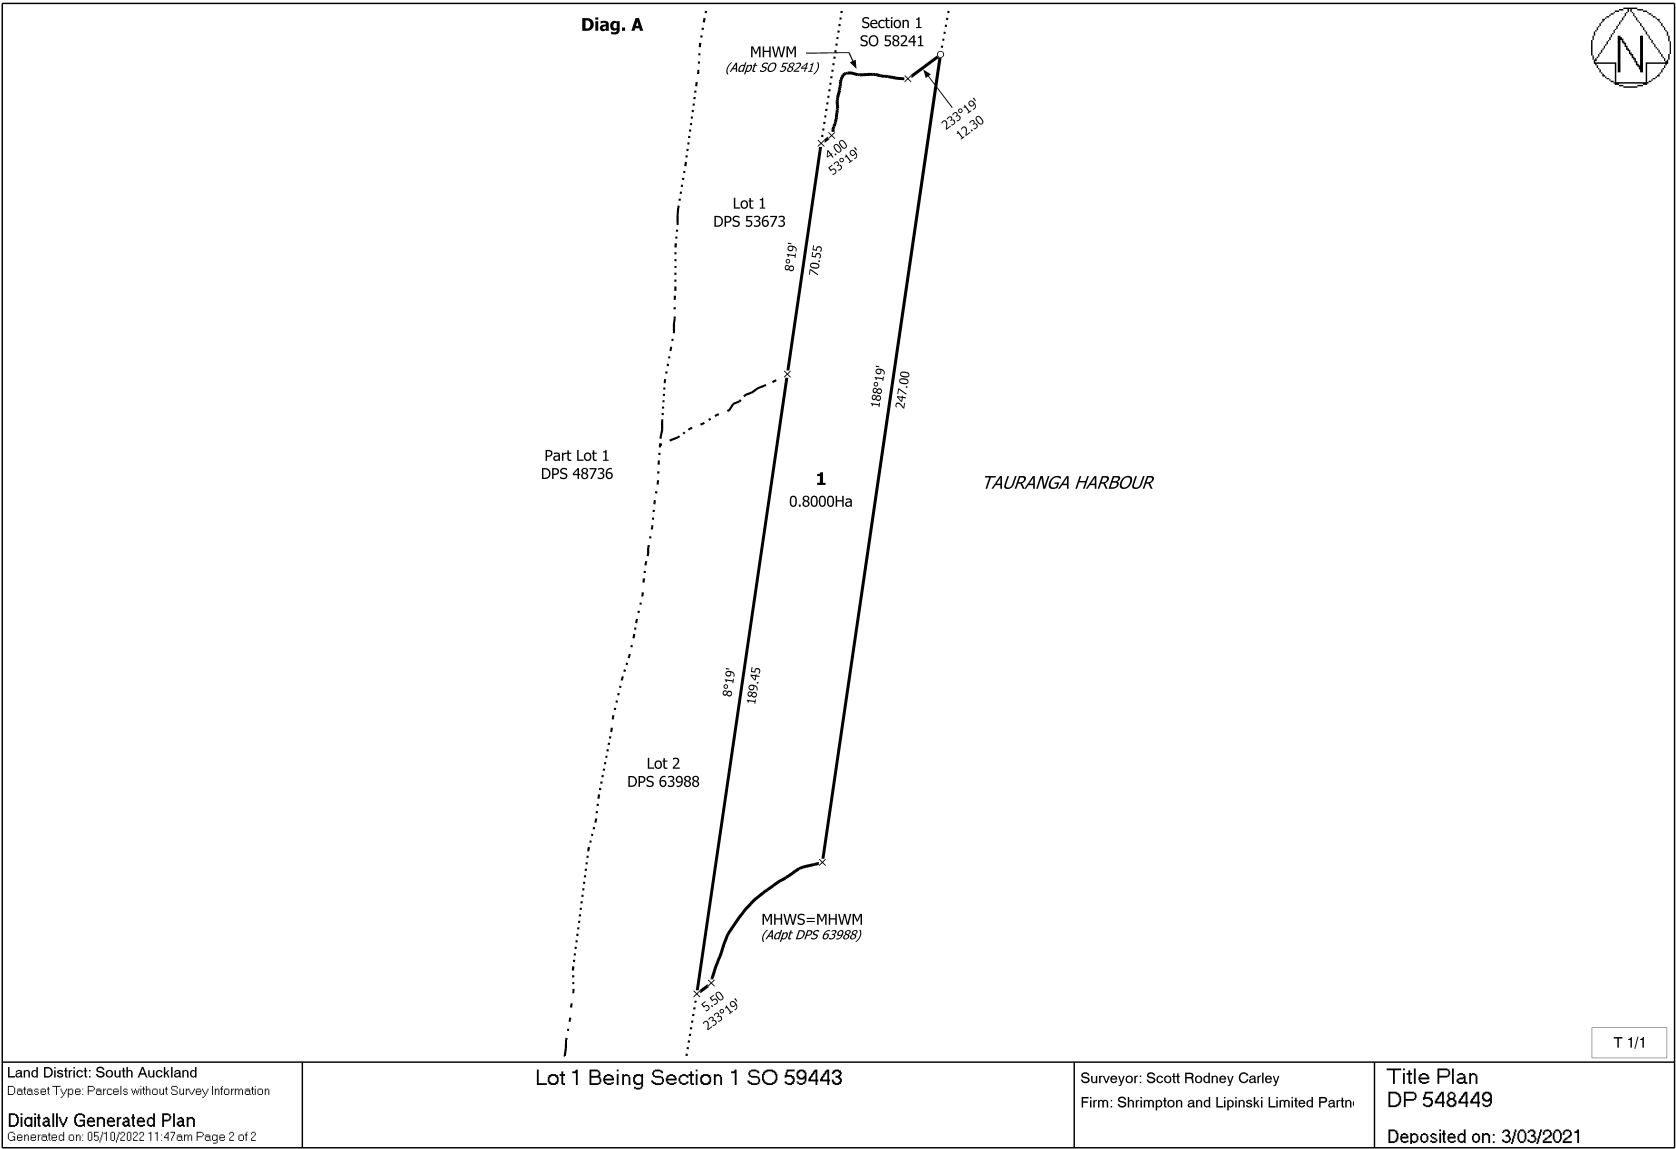 Diag. A
Section 1
SO 58241
MHWM
(Adpt SO 58241)
N
233°19'
12.30
4.00
53°19'
Lot 1
DPS 53673
8°19'
70.55
188°19'
247.00
Part Lot 1
DPS 48736
1
0.8000Ha
TAURANGA HARBOUR
8°19'
189.45
Lot 2
DPS 63988
MHWS=MHWM
(Adpt DPS 63988)
5.50
233°19'
T 1/1
Land District: South Auckland
Dataset Type: Parcels without Survey Information
Digitally Generated Plan
Generated on: 05/10/2022 11:47am Page 2 of 2
Lot 1 Being Section 1 SO 59443
Surveyor: Scott Rodney Carley
Firm: Shrimpton and Lipinski Limited Partn
Title Plan
DP 548449
Deposited on: 3/03/2021